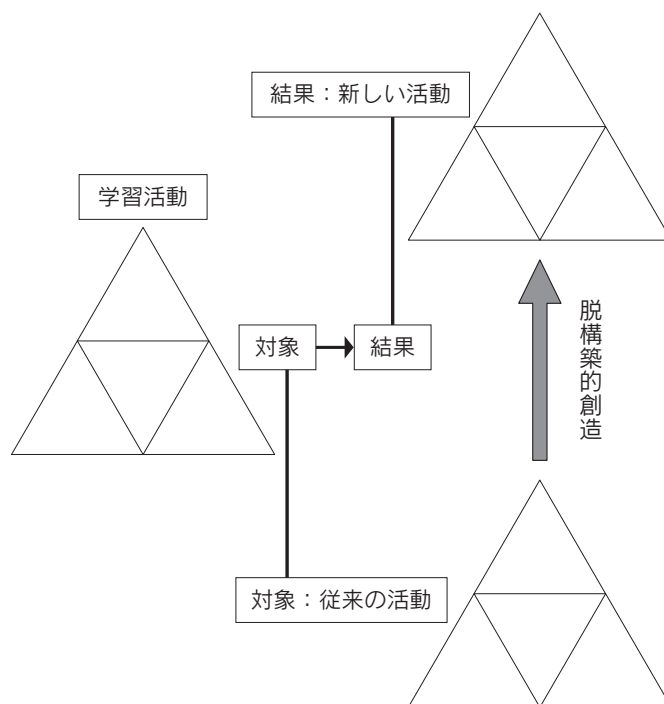 結果：新しい活動
学習活動
対象
結果
脱構築的創造
対象：従来の活動